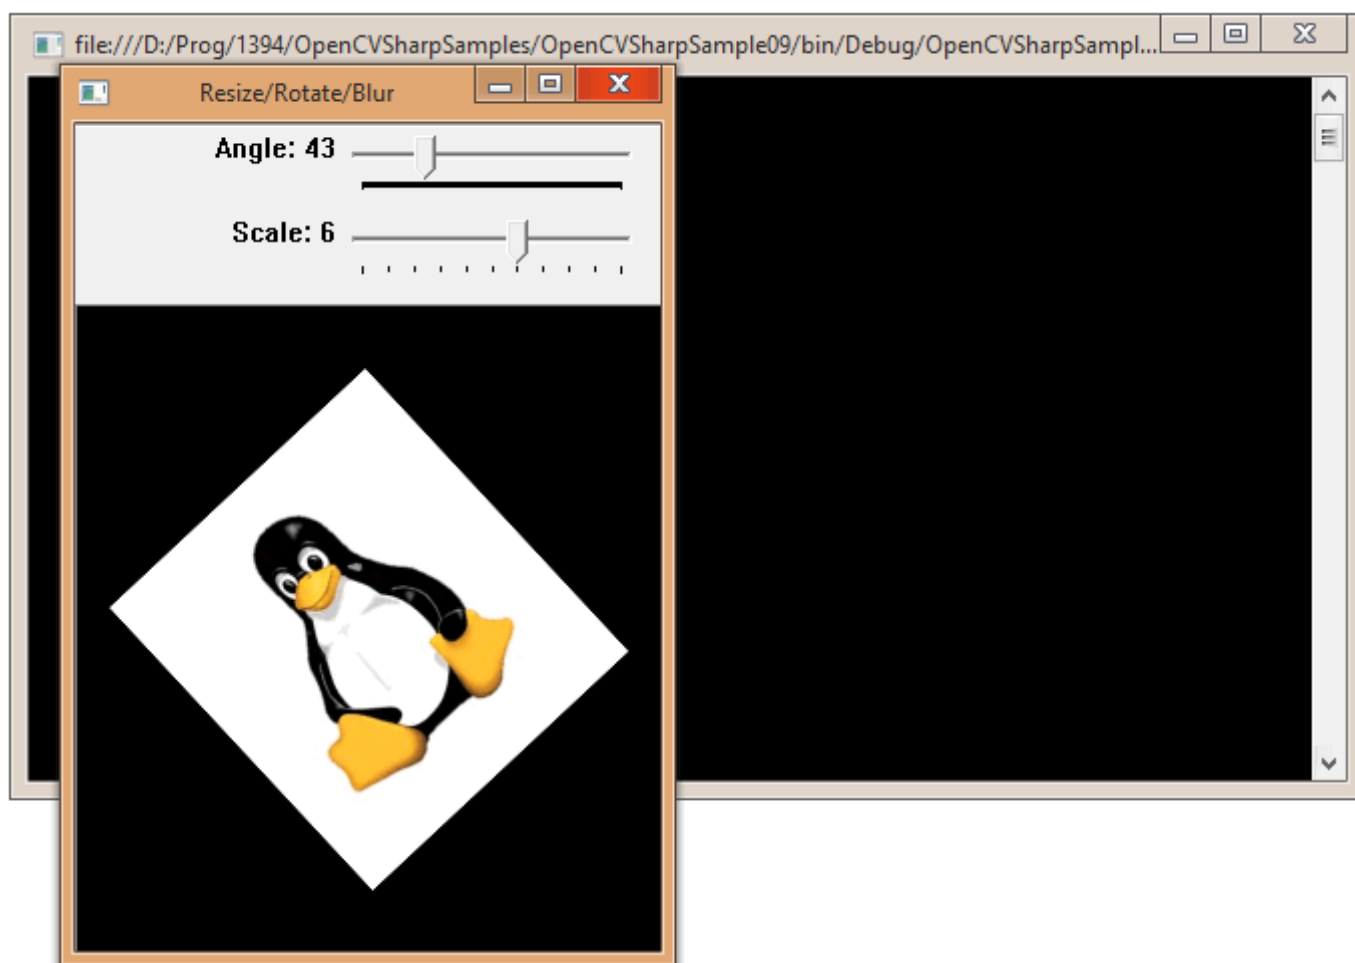 file:///D:/Prog/1394/OpenCVSharpSamples/OpenCVSharpSample09/bin/Debug/OpenCVSharpSampl...
Resize/Rotate/Blur
Angle: 43
Scale: 6